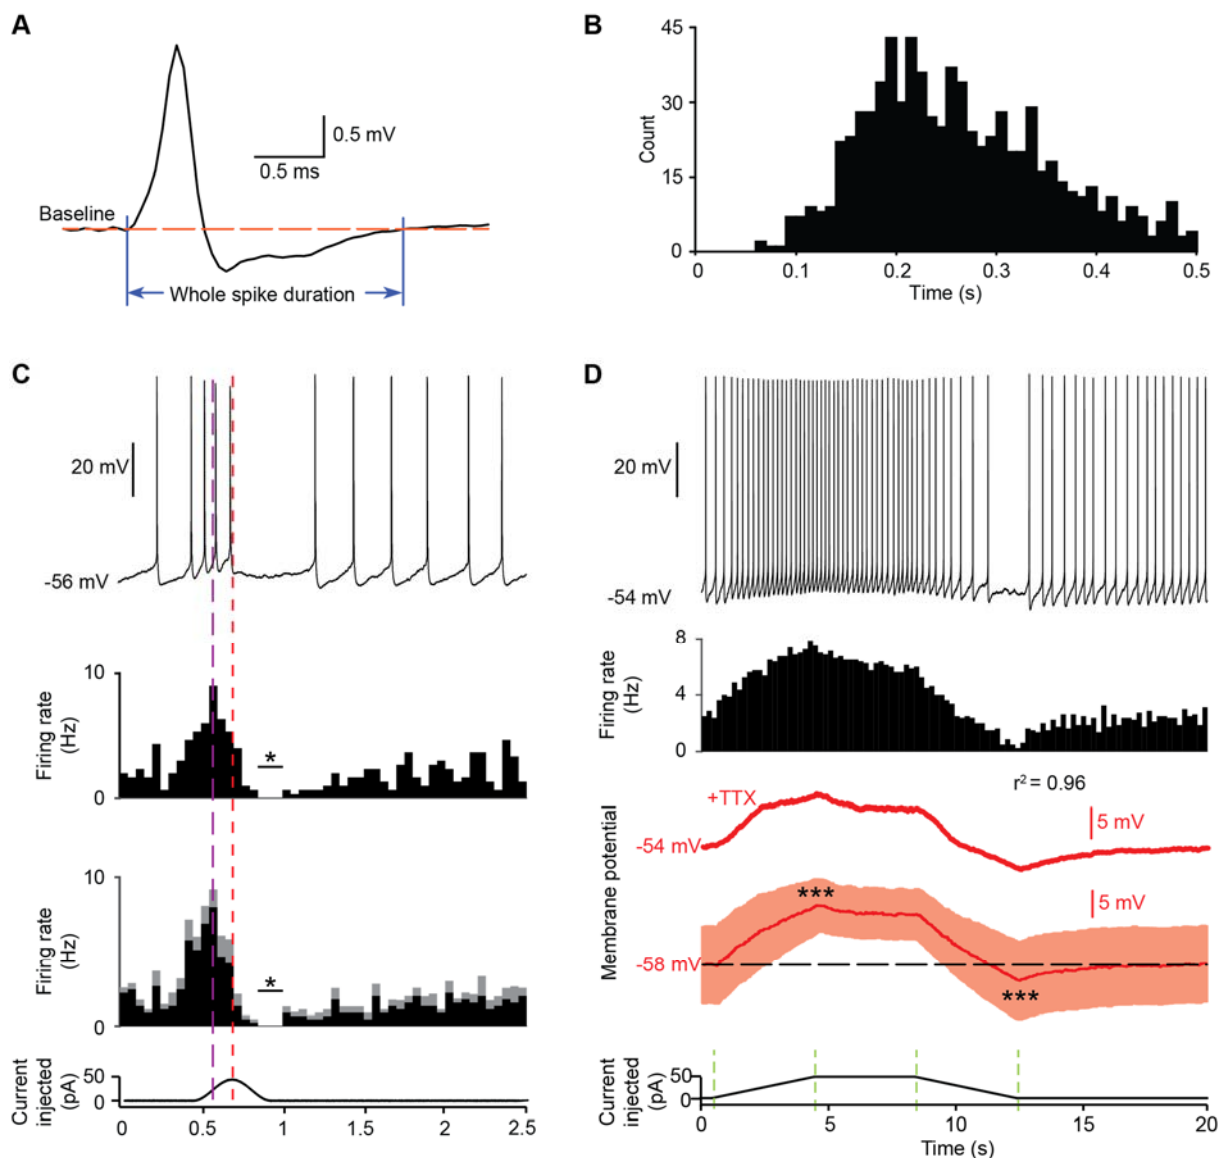 A
Baseline
0.5 mV
0.5 ms
Whole spike duration
B
45
30
15
0
Count
0
0.1
0.2
0.3
0.4
0.5
Time (s)
C
20 mV
-56 mV
10
0
Firing rate
(Hz)
*
10
0
Firing rate
(Hz)
*
50
0
Current
injected
(pA)
0
0.5
1
1.5
2
2.5
D
20 mV
-54 mV
8
4
0
Firing rate
(Hz)
r² = 0.96
+TTX
5 mV
-54 mV
Membrane potential
***
5 mV
-58 mV
***
50
0
Current
injected
(pA)
0
5
10
15
20
Time (s)